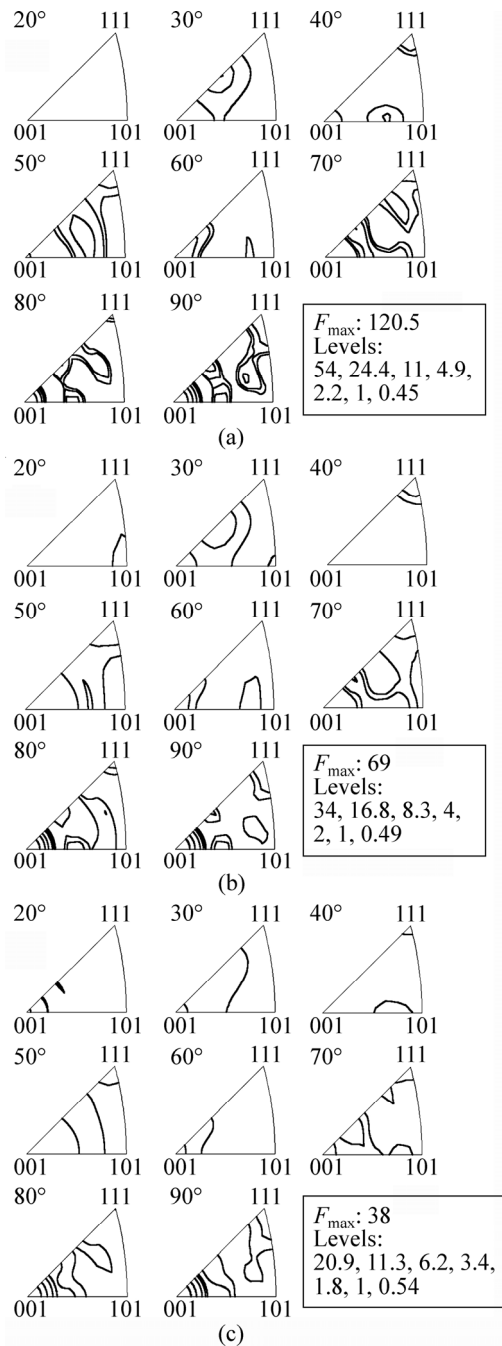 20° 111 30° 111 40° 111
001 101 001 101 001 101
50° 111 60° 111 70° 111
001 101 001 101 001 101
80° 111 90° 111
001 101 001 101
Fmax: 120.5
Levels:
54, 24.4, 11, 4.9,
2.2, 1, 0.45
(a)
20° 111 30° 111 40° 111
001 101 001 101 001 101
50° 111 60° 111 70° 111
001 101 001 101 001 101
80° 111 90° 111
001 101 001 101
Fmax: 69
Levels:
34, 16.8, 8.3, 4,
2, 1, 0.49
(b)
20° 111 30° 111 40° 111
001 101 001 101 001 101
50° 111 60° 111 70° 111
001 101 001 101 001 101
80° 111 90° 111
001 101 001 101
Fmax: 38
Levels:
20.9, 11.3, 6.2, 3.4,
1.8, 1, 0.54
(c)